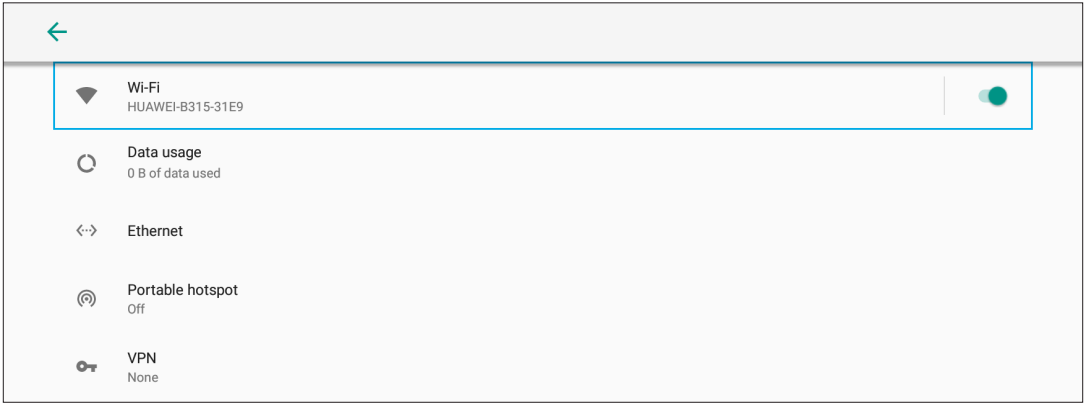 Wi-Fi
HUAWEI-B315-31E9
Data usage
0 B of data used
Ethernet
Portable hotspot
Off
VPN
None